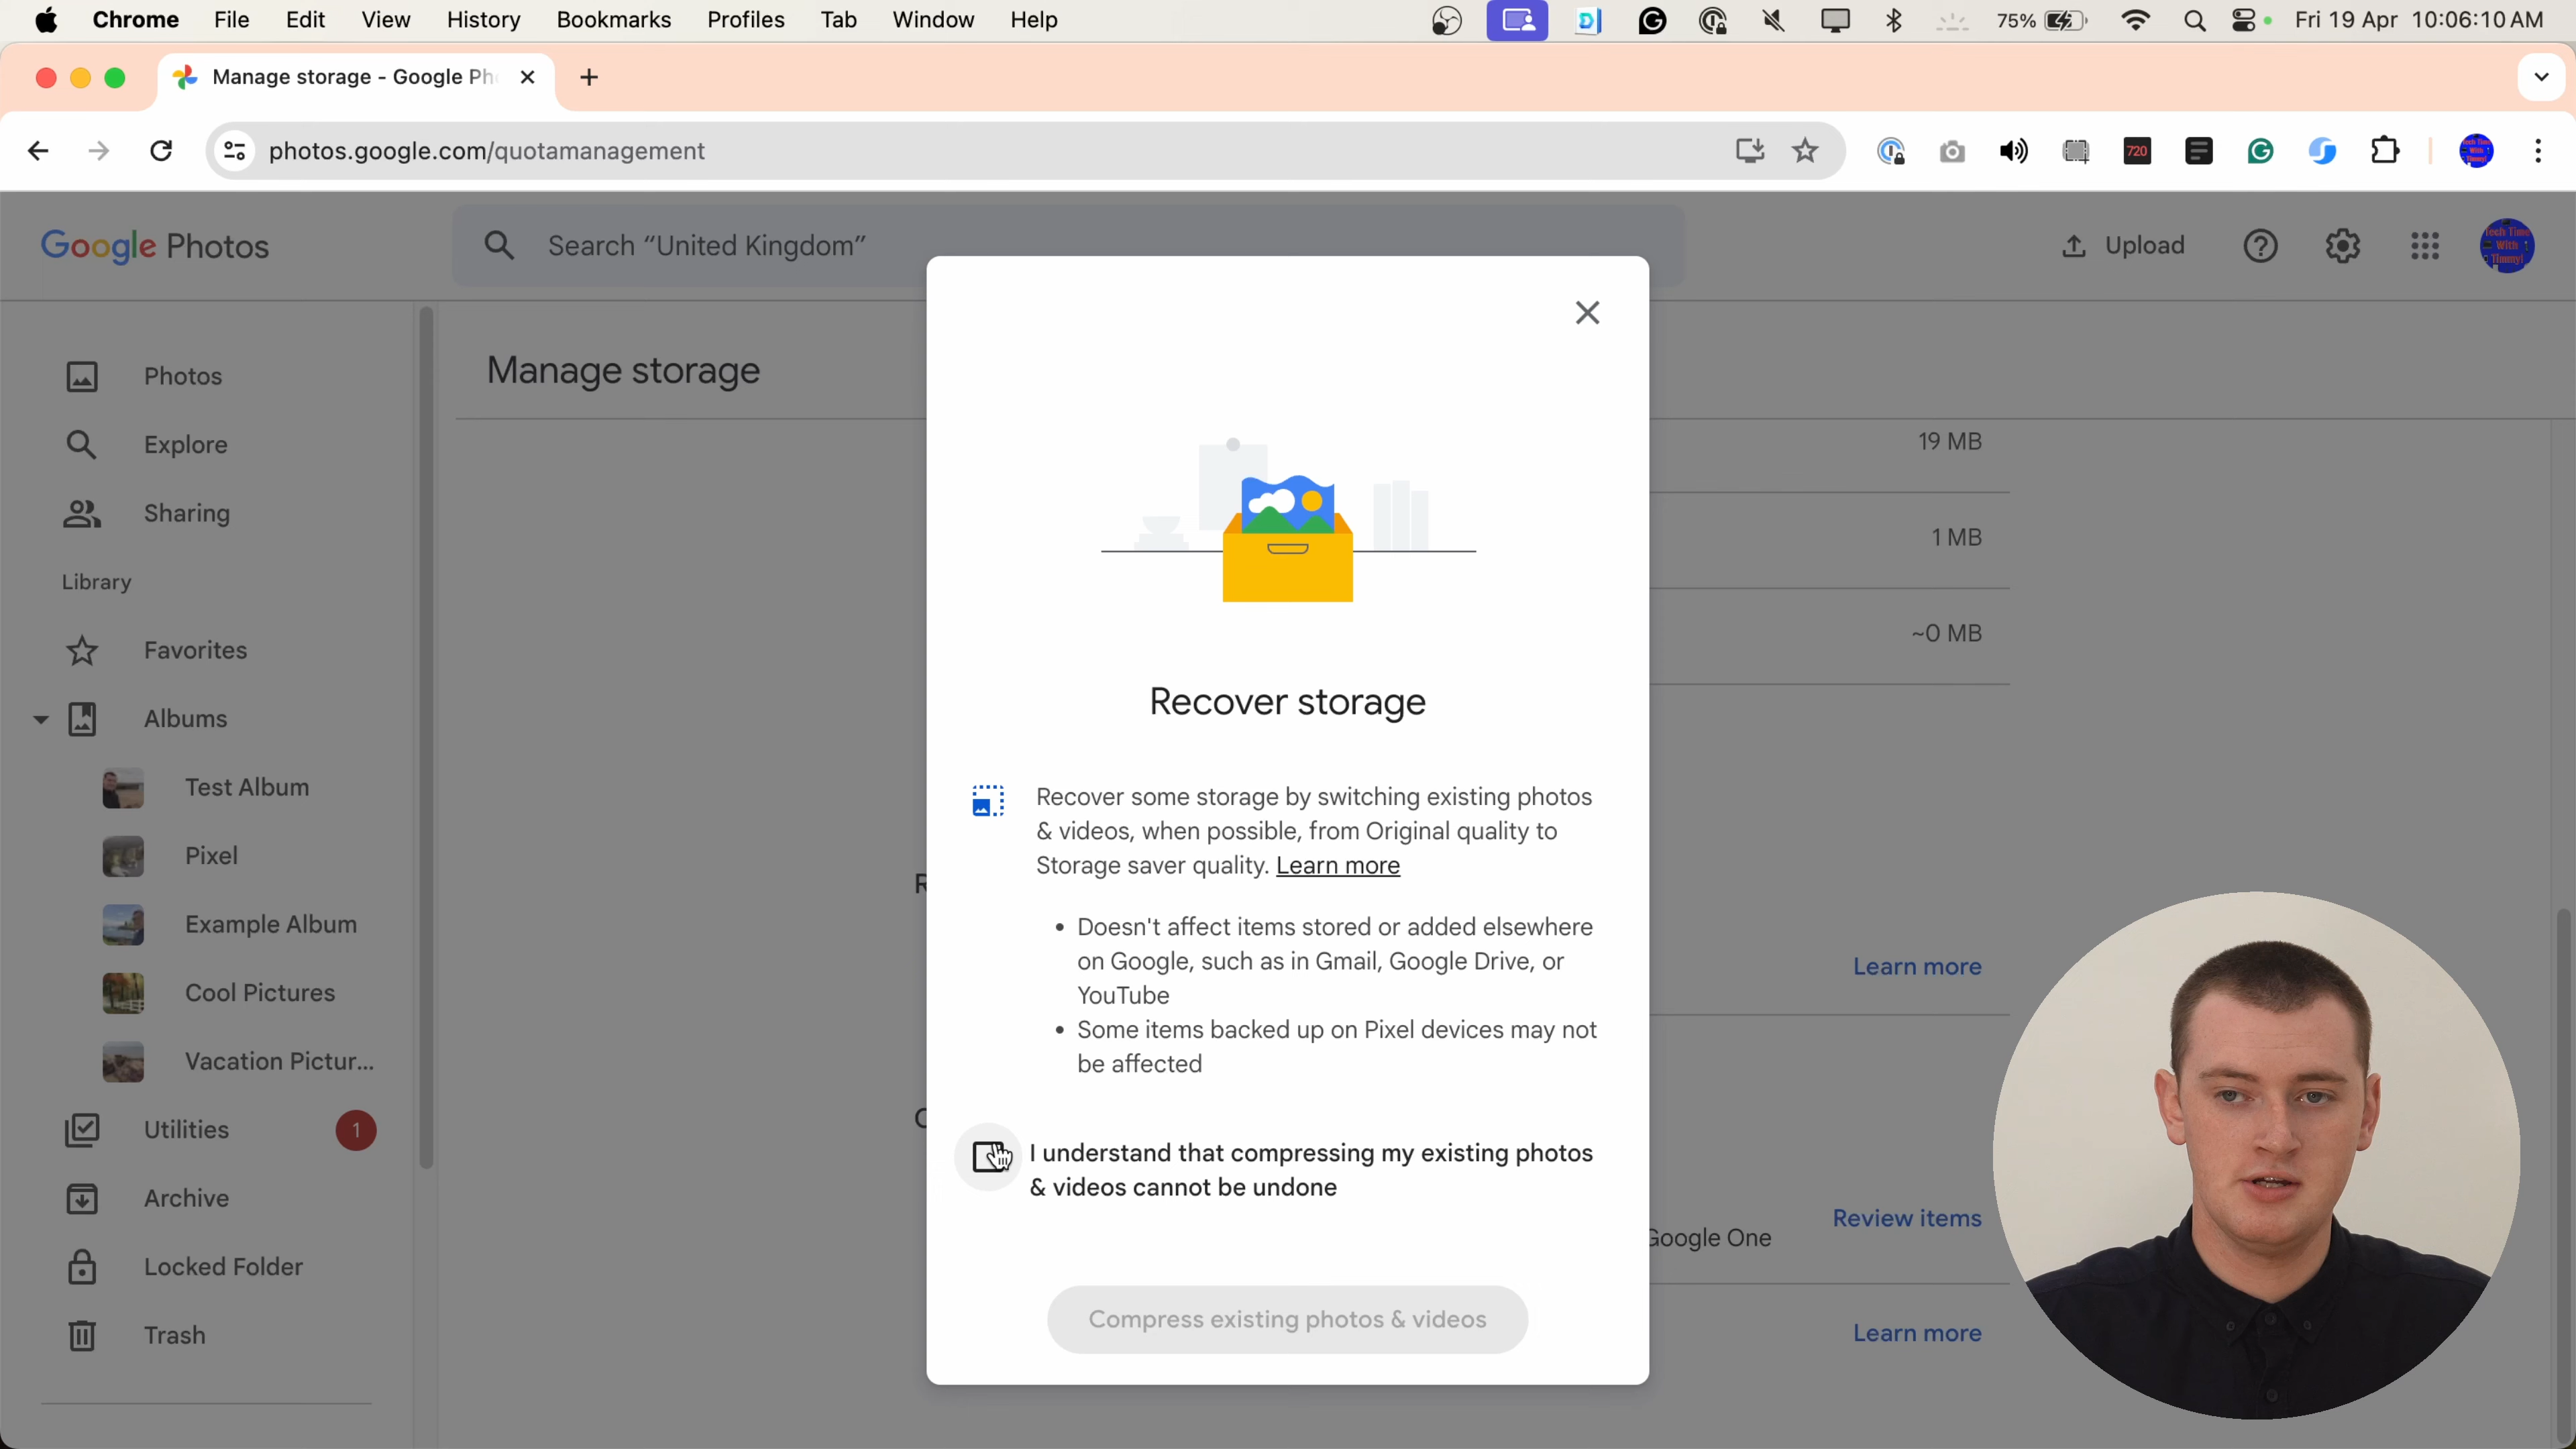 Chrome File Edit View History Bookmarks Profiles Tab Window Help 75% Fri 19 Apr 10:06:10 AM
Manage storage - Google Ph
photos.google.com/quotamanagement
720
Google Photos
Search “United Kingdom”
Upload
Tech Time
With
Timmy!
Photos
Explore
Sharing
Library
Favorites
Albums
Test Album
Pixel
Example Album
Cool Pictures
Vacation Pictur...
Utilities 1
Archive
Locked Folder
Trash
Manage storage
19 MB
1 MB
~0 MB
Learn more
Google One
Review items
Learn more
Recover storage
Recover some storage by switching existing photos
& videos, when possible, from Original quality to
Storage saver quality. Learn more
• Doesn't affect items stored or added elsewhere
on Google, such as in Gmail, Google Drive, or
YouTube
• Some items backed up on Pixel devices may not
be affected
I understand that compressing my existing photos
& videos cannot be undone
Compress existing photos & videos